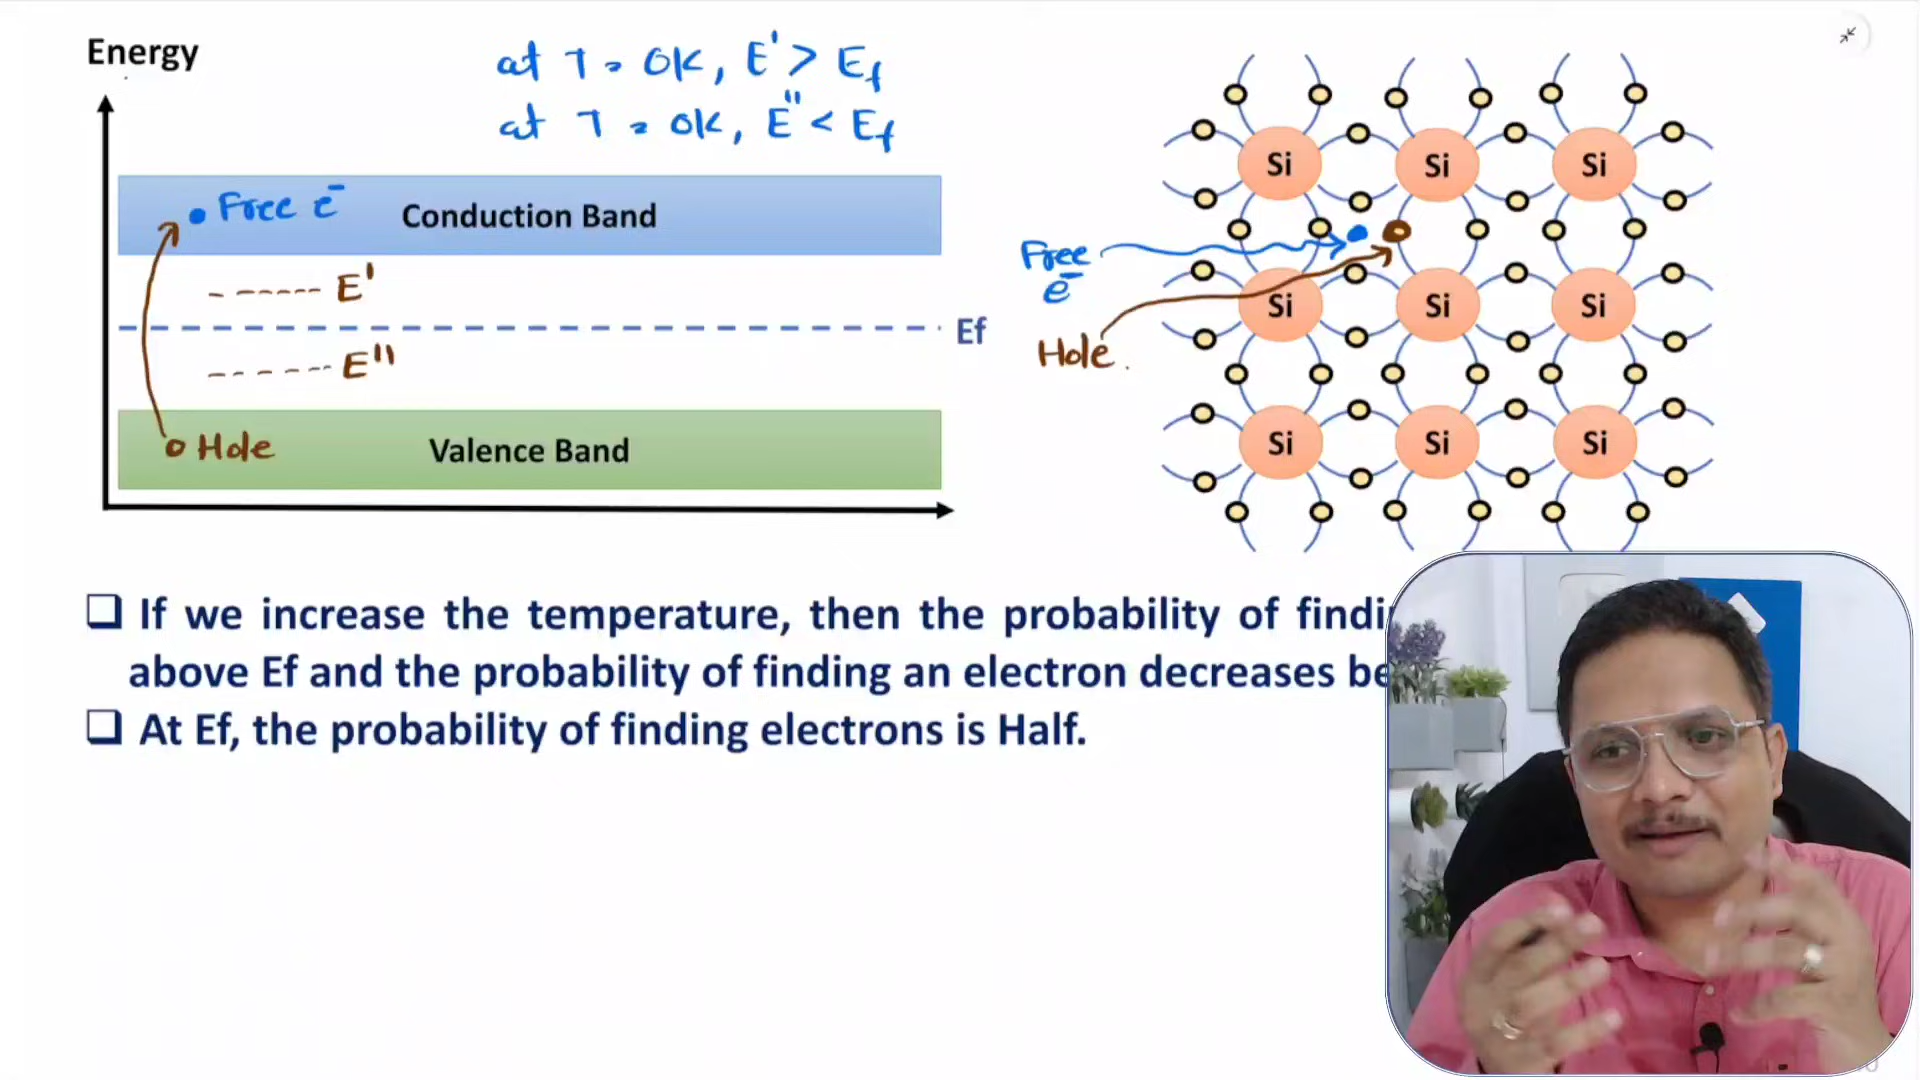 Energy
at T = 0K, E' > Ef
at T = 0K, E'' < Ef
Free e⁻
Conduction Band
E'
Ef
E''
Hole
Valence Band
Si Si Si
Free
e⁻
Si Si Si
Hole.
Si Si Si
❑ If we increase the temperature, then the probability of
above Ef and the probability of finding an electron decreases
❑ At Ef, the probability of finding electrons is Half.